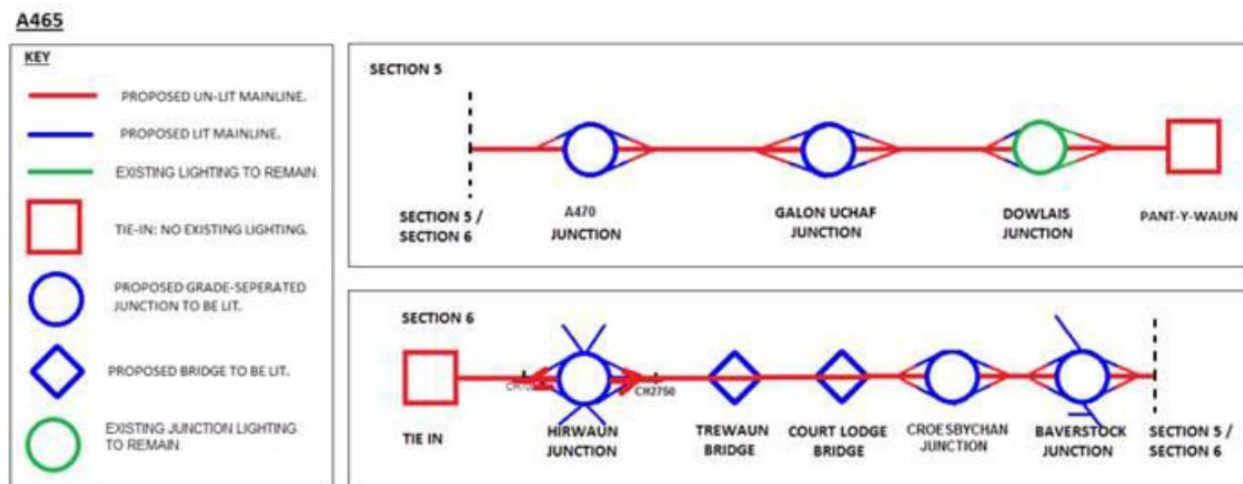 A465
KEY
PROPOSED UN-LIT MAINLINE.
PROPOSED LIT MAINLINE.
EXISTING LIGHTING TO REMAIN.
TIE-IN: NO EXISTING LIGHTING.
PROPOSED GRADE-SEPERATED
JUNCTION TO BE LIT.
PROPOSED BRIDGE TO BE LIT.
EXISTING JUNCTION LIGHTING
TO REMAIN.
SECTION 5
SECTION 5 /
SECTION 6
A470
JUNCTION
GALON UCHAF
JUNCTION
DOWLAIS
JUNCTION
PANT-Y-WAUN
SECTION 6
CH2750
TIE IN
HIRWAUN
JUNCTION
TREWAUN
BRIDGE
COURT LODGE
BRIDGE
CROESBYCHAN
JUNCTION
BAVERSTOCK
JUNCTION
SECTION 5 /
SECTION 6